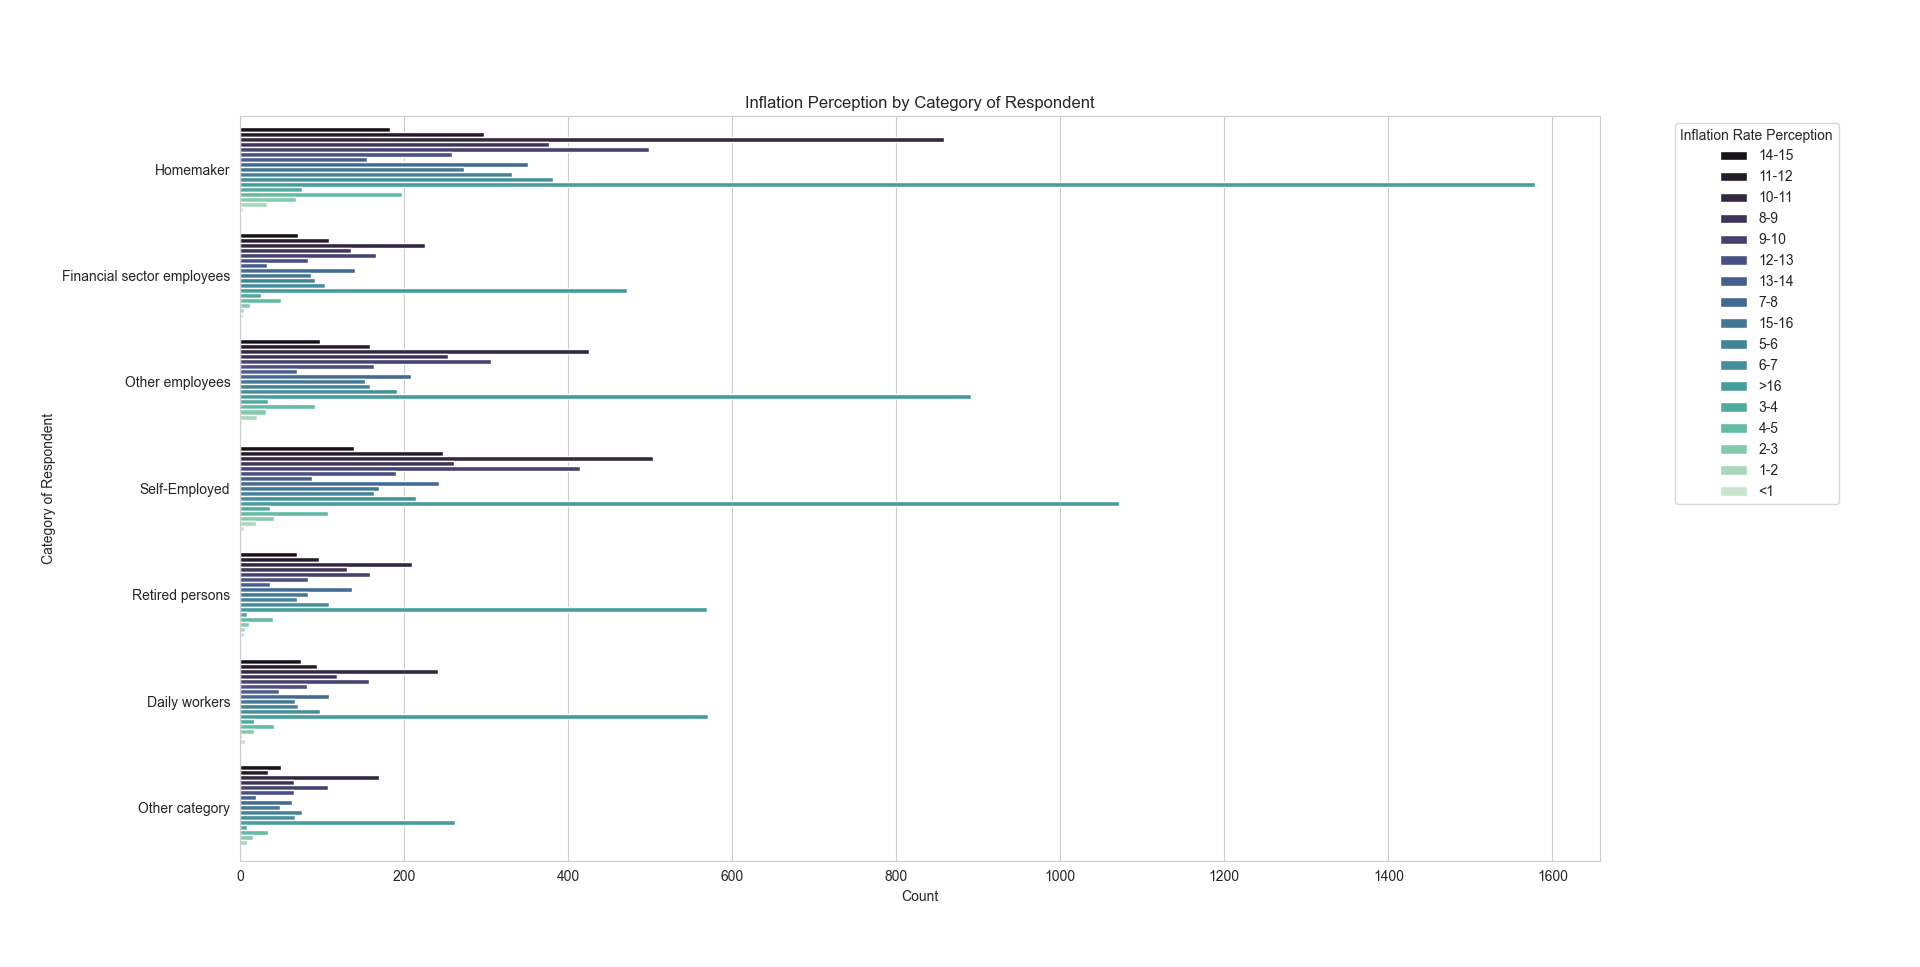 Inflation Perception by Category of Respondent
Category of Respondent
Homemaker
Financial sector employees
Other employees
Self-Employed
Retired persons
Daily workers
Other category
0 200 400 600 800 1000 1200 1400 1600
Count
Inflation Rate Perception
14-15
11-12
10-11
8-9
9-10
12-13
13-14
7-8
15-16
5-6
6-7
>16
3-4
4-5
2-3
1-2
<1